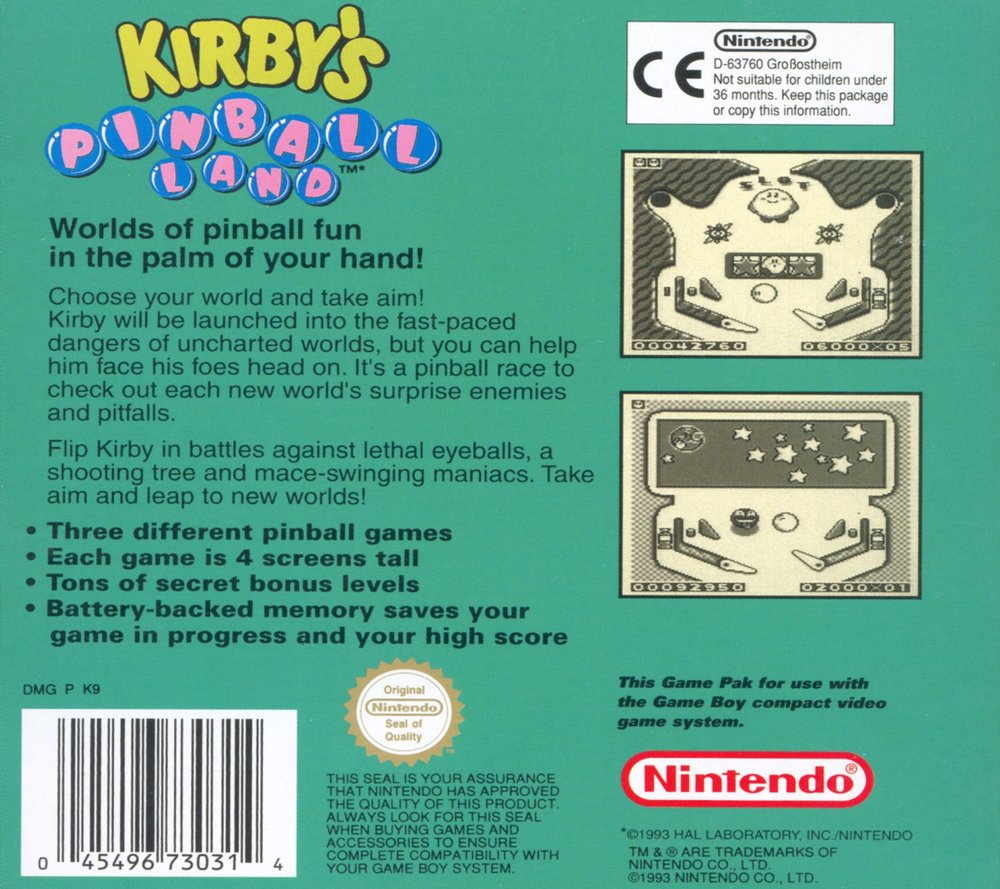 KIRBY'S
PINBALL
LAND™*
Worlds of pinball fun
in the palm of your hand!
Choose your world and take aim!
Kirby will be launched into the fast-paced
dangers of uncharted worlds, but you can help
him face his foes head on. It's a pinball race to
check out each new world's surprise enemies
and pitfalls.
Flip Kirby in battles against lethal eyeballs, a
shooting tree and mace-swinging maniacs. Take
aim and leap to new worlds!
• Three different pinball games
• Each game is 4 screens tall
• Tons of secret bonus levels
• Battery-backed memory saves your
game in progress and your high score
DMG P K9
0 45496 73031 4
Original
Nintendo
Seal of
Quality
™
THIS SEAL IS YOUR ASSURANCE
THAT NINTENDO HAS APPROVED
THE QUALITY OF THIS PRODUCT.
ALWAYS LOOK FOR THIS SEAL
WHEN BUYING GAMES AND
ACCESSORIES TO ENSURE
COMPLETE COMPATIBILITY WITH
YOUR GAME BOY SYSTEM.
CE
Nintendo®
D-63760 Großostheim
Not suitable for children under
36 months. Keep this package
or copy this information.
SLOT
00042760 06000×05
00092950 02000×01
This Game Pak for use with
the Game Boy compact video
game system.
Nintendo®
*©1993 HAL LABORATORY, INC./NINTENDO
TM & ® ARE TRADEMARKS OF
NINTENDO CO., LTD.
©1993 NINTENDO CO., LTD.